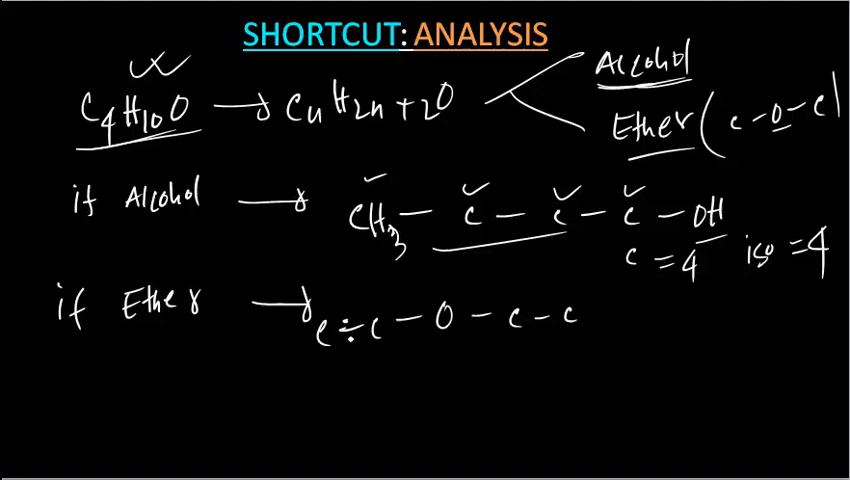 SHORTCUT: ANALYSIS
C4H10O → CnH2n+2O
Alcohol
Ether (C-O-C)
if Alcohol → CH3-C-C-C-OH
C=4 iso=4
if Ether → C-C-O-C-C